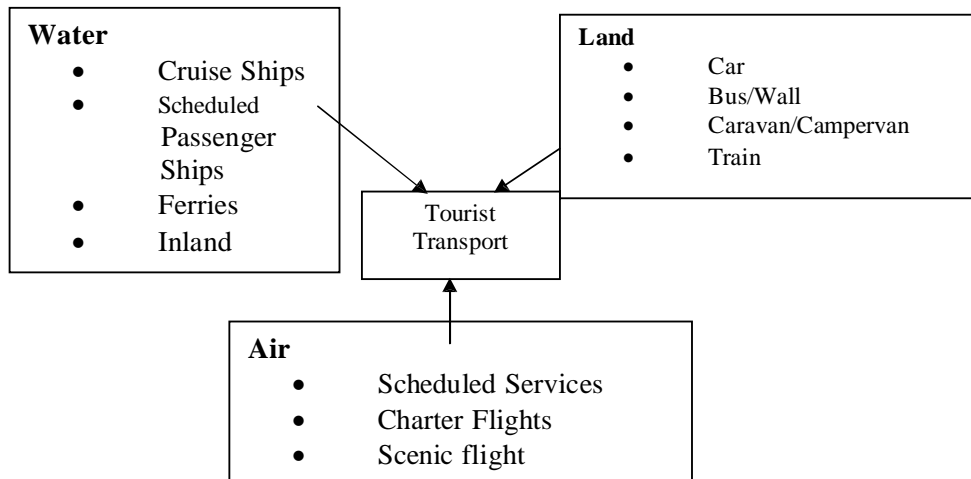 Water
• Cruise Ships
• Scheduled
Passenger
Ships
• Ferries
• Inland
Land
• Car
• Bus/Wall
• Caravan/Campervan
• Train
Tourist
Transport
Air
• Scheduled Services
• Charter Flights
• Scenic flight